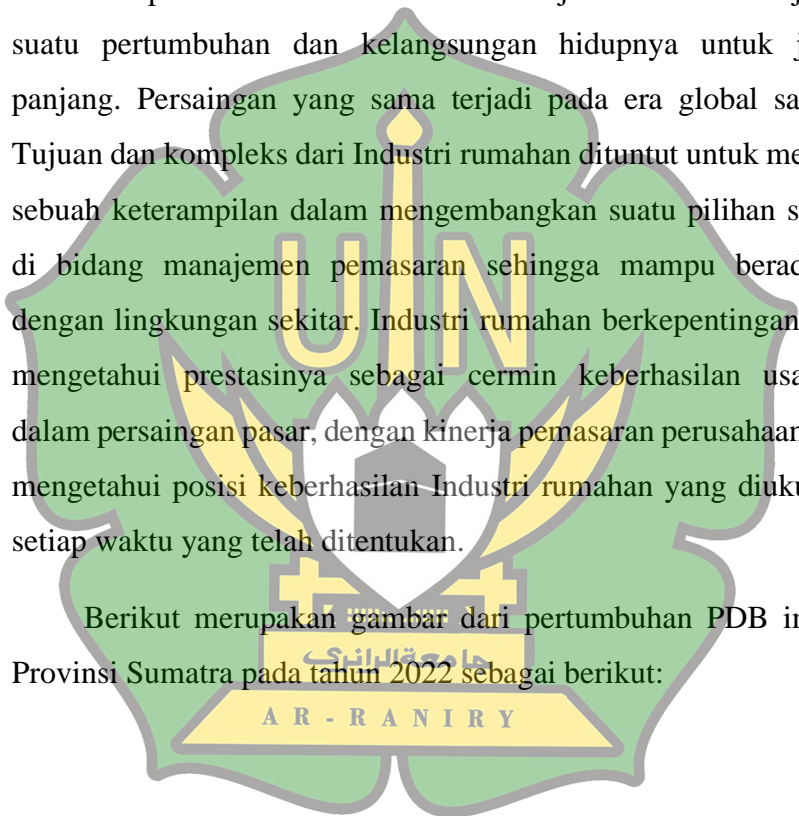 suatu pertumbuhan dan kelangsungan hidupnya untuk j
panjang. Persaingan yang sama terjadi pada era global sa
Tujuan dan kompleks dari Industri rumahan dituntut untuk me
sebuah keterampilan dalam mengembangkan suatu pilihan s
di bidang manajemen pemasaran sehingga mampu berad
dengan lingkungan sekitar. Industri rumahan berkepentingan
mengetahui prestasinya sebagai cermin keberhasilan usa
dalam persaingan pasar, dengan kinerja pemasaran perusahaan
mengetahui posisi keberhasilan Industri rumahan yang diuku
setiap waktu yang telah ditentukan.
Berikut merupakan gambar dari pertumbuhan PDB in
Provinsi Sumatra pada tahun 2022 sebagai berikut:
UIN
جامعة الرانري
AR-RANIRY